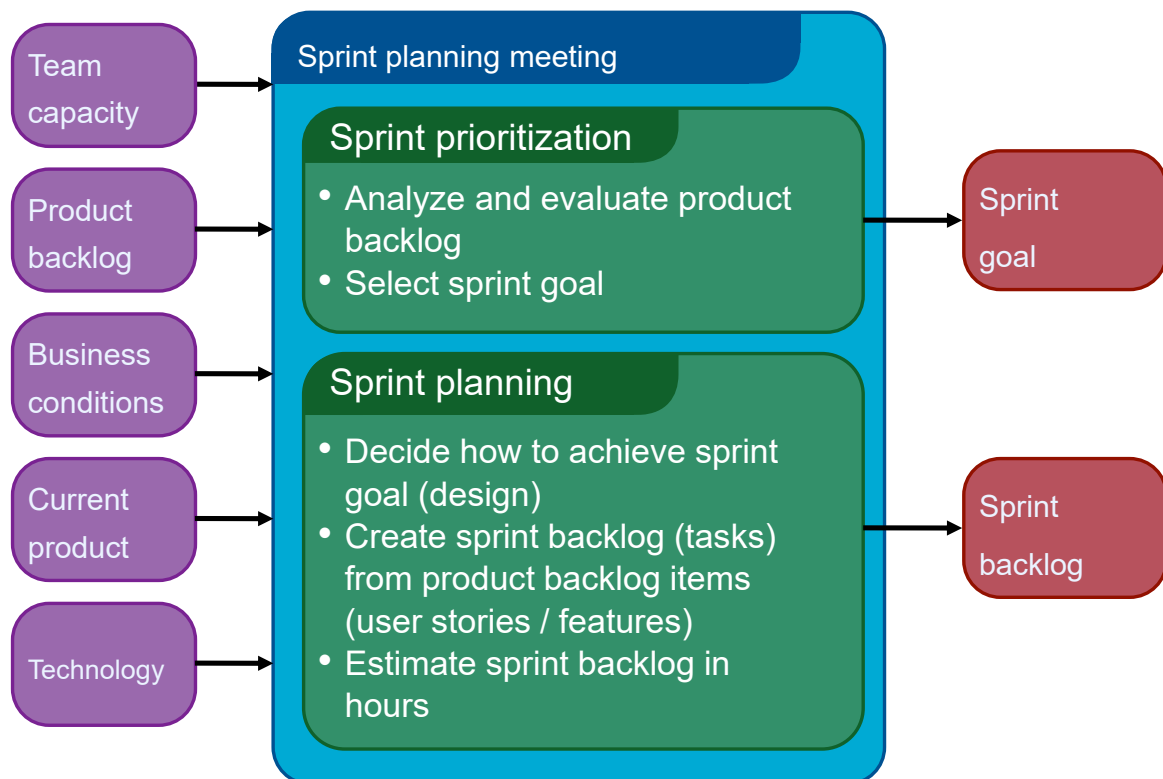 Team
capacity
Product
backlog
Business
conditions
Current
product
Technology
Sprint planning meeting
Sprint prioritization
• Analyze and evaluate product
backlog
• Select sprint goal
Sprint planning
• Decide how to achieve sprint
goal (design)
• Create sprint backlog (tasks)
from product backlog items
(user stories / features)
• Estimate sprint backlog in
hours
Sprint
goal
Sprint
backlog